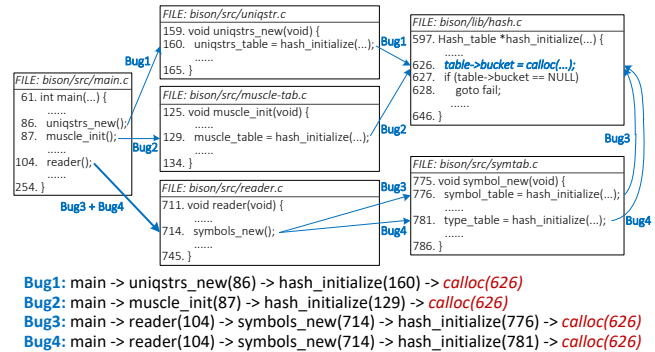 FILE: bison/src/main.c
61. int main(...) {
......
86. uniqstrs_new();
87. muscle_init();
......
104. reader();
......
254. }
Bug1
Bug2
Bug3 + Bug4
FILE: bison/src/uniqstr.c
159. void uniqstrs_new(void) {
160. uniqstrs_table = hash_initialize(...);
......
165. }
FILE: bison/src/muscle-tab.c
125. void muscle_init(void) {
......
129. muscle_table = hash_initialize(...);
......
134. }
FILE: bison/src/reader.c
711. void reader(void) {
......
714. symbols_new();
......
745. }
Bug1
Bug2
Bug3
Bug4
FILE: bison/lib/hash.c
597. Hash_table *hash_initialize(...) {
......
626. table->bucket = calloc(...);
627. if (table->bucket == NULL)
628. goto fail;
......
646. }
FILE: bison/src/symtab.c
775. void symbol_new(void) {
776. symbol_table = hash_initialize(...);
......
781. type_table = hash_initialize(...);
......
786. }
Bug3
Bug4
Bug1: main -> uniqstrs_new(86) -> hash_initialize(160) -> calloc(626)
Bug2: main -> muscle_init(87) -> hash_initialize(129) -> calloc(626)
Bug3: main -> reader(104) -> symbols_new(714) -> hash_initialize(776) -> calloc(626)
Bug4: main -> reader(104) -> symbols_new(714) -> hash_initialize(781) -> calloc(626)